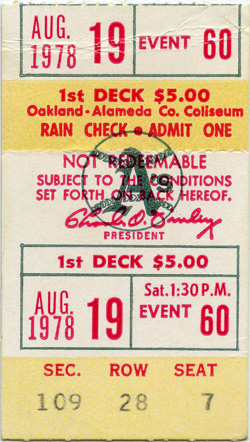 AUG. 1978 19 EVENT 60
1st DECK $5.00
Oakland-Alameda Co. Coliseum
RAIN CHECK • ADMIT ONE
NOT REDEEMABLE
SUBJECT TO THE CONDITIONS
SET FORTH ON BACK HEREOF.
Charles O. Finley
PRESIDENT
1st DECK $5.00
Sat. 1:30 P.M.
AUG. 1978 19 EVENT 60
SEC. ROW SEAT
109 28 7